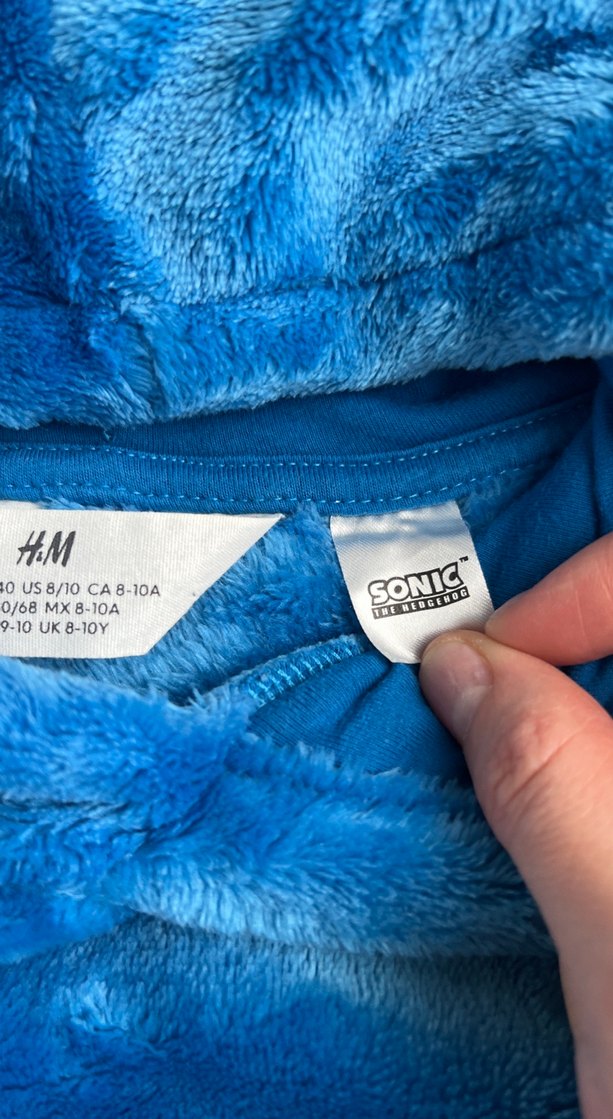 H&M
40 US 8/10 CA 8-10A
0/68 MX 8-10A
9-10 UK 8-10Y
SONIC™
THE HEDGEHOG